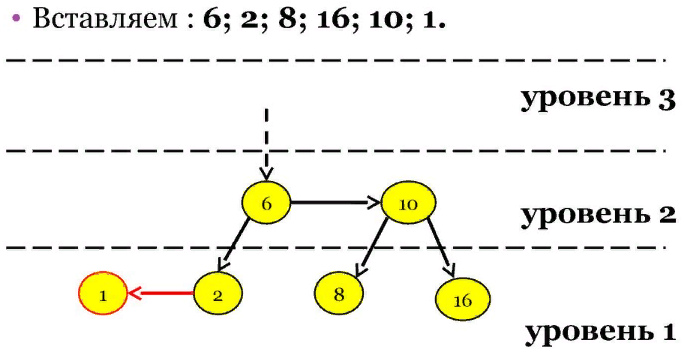 • Вставляем : 6; 2; 8; 16; 10; 1.
уровень 3
6
10
уровень 2
1
2
8
16
уровень 1